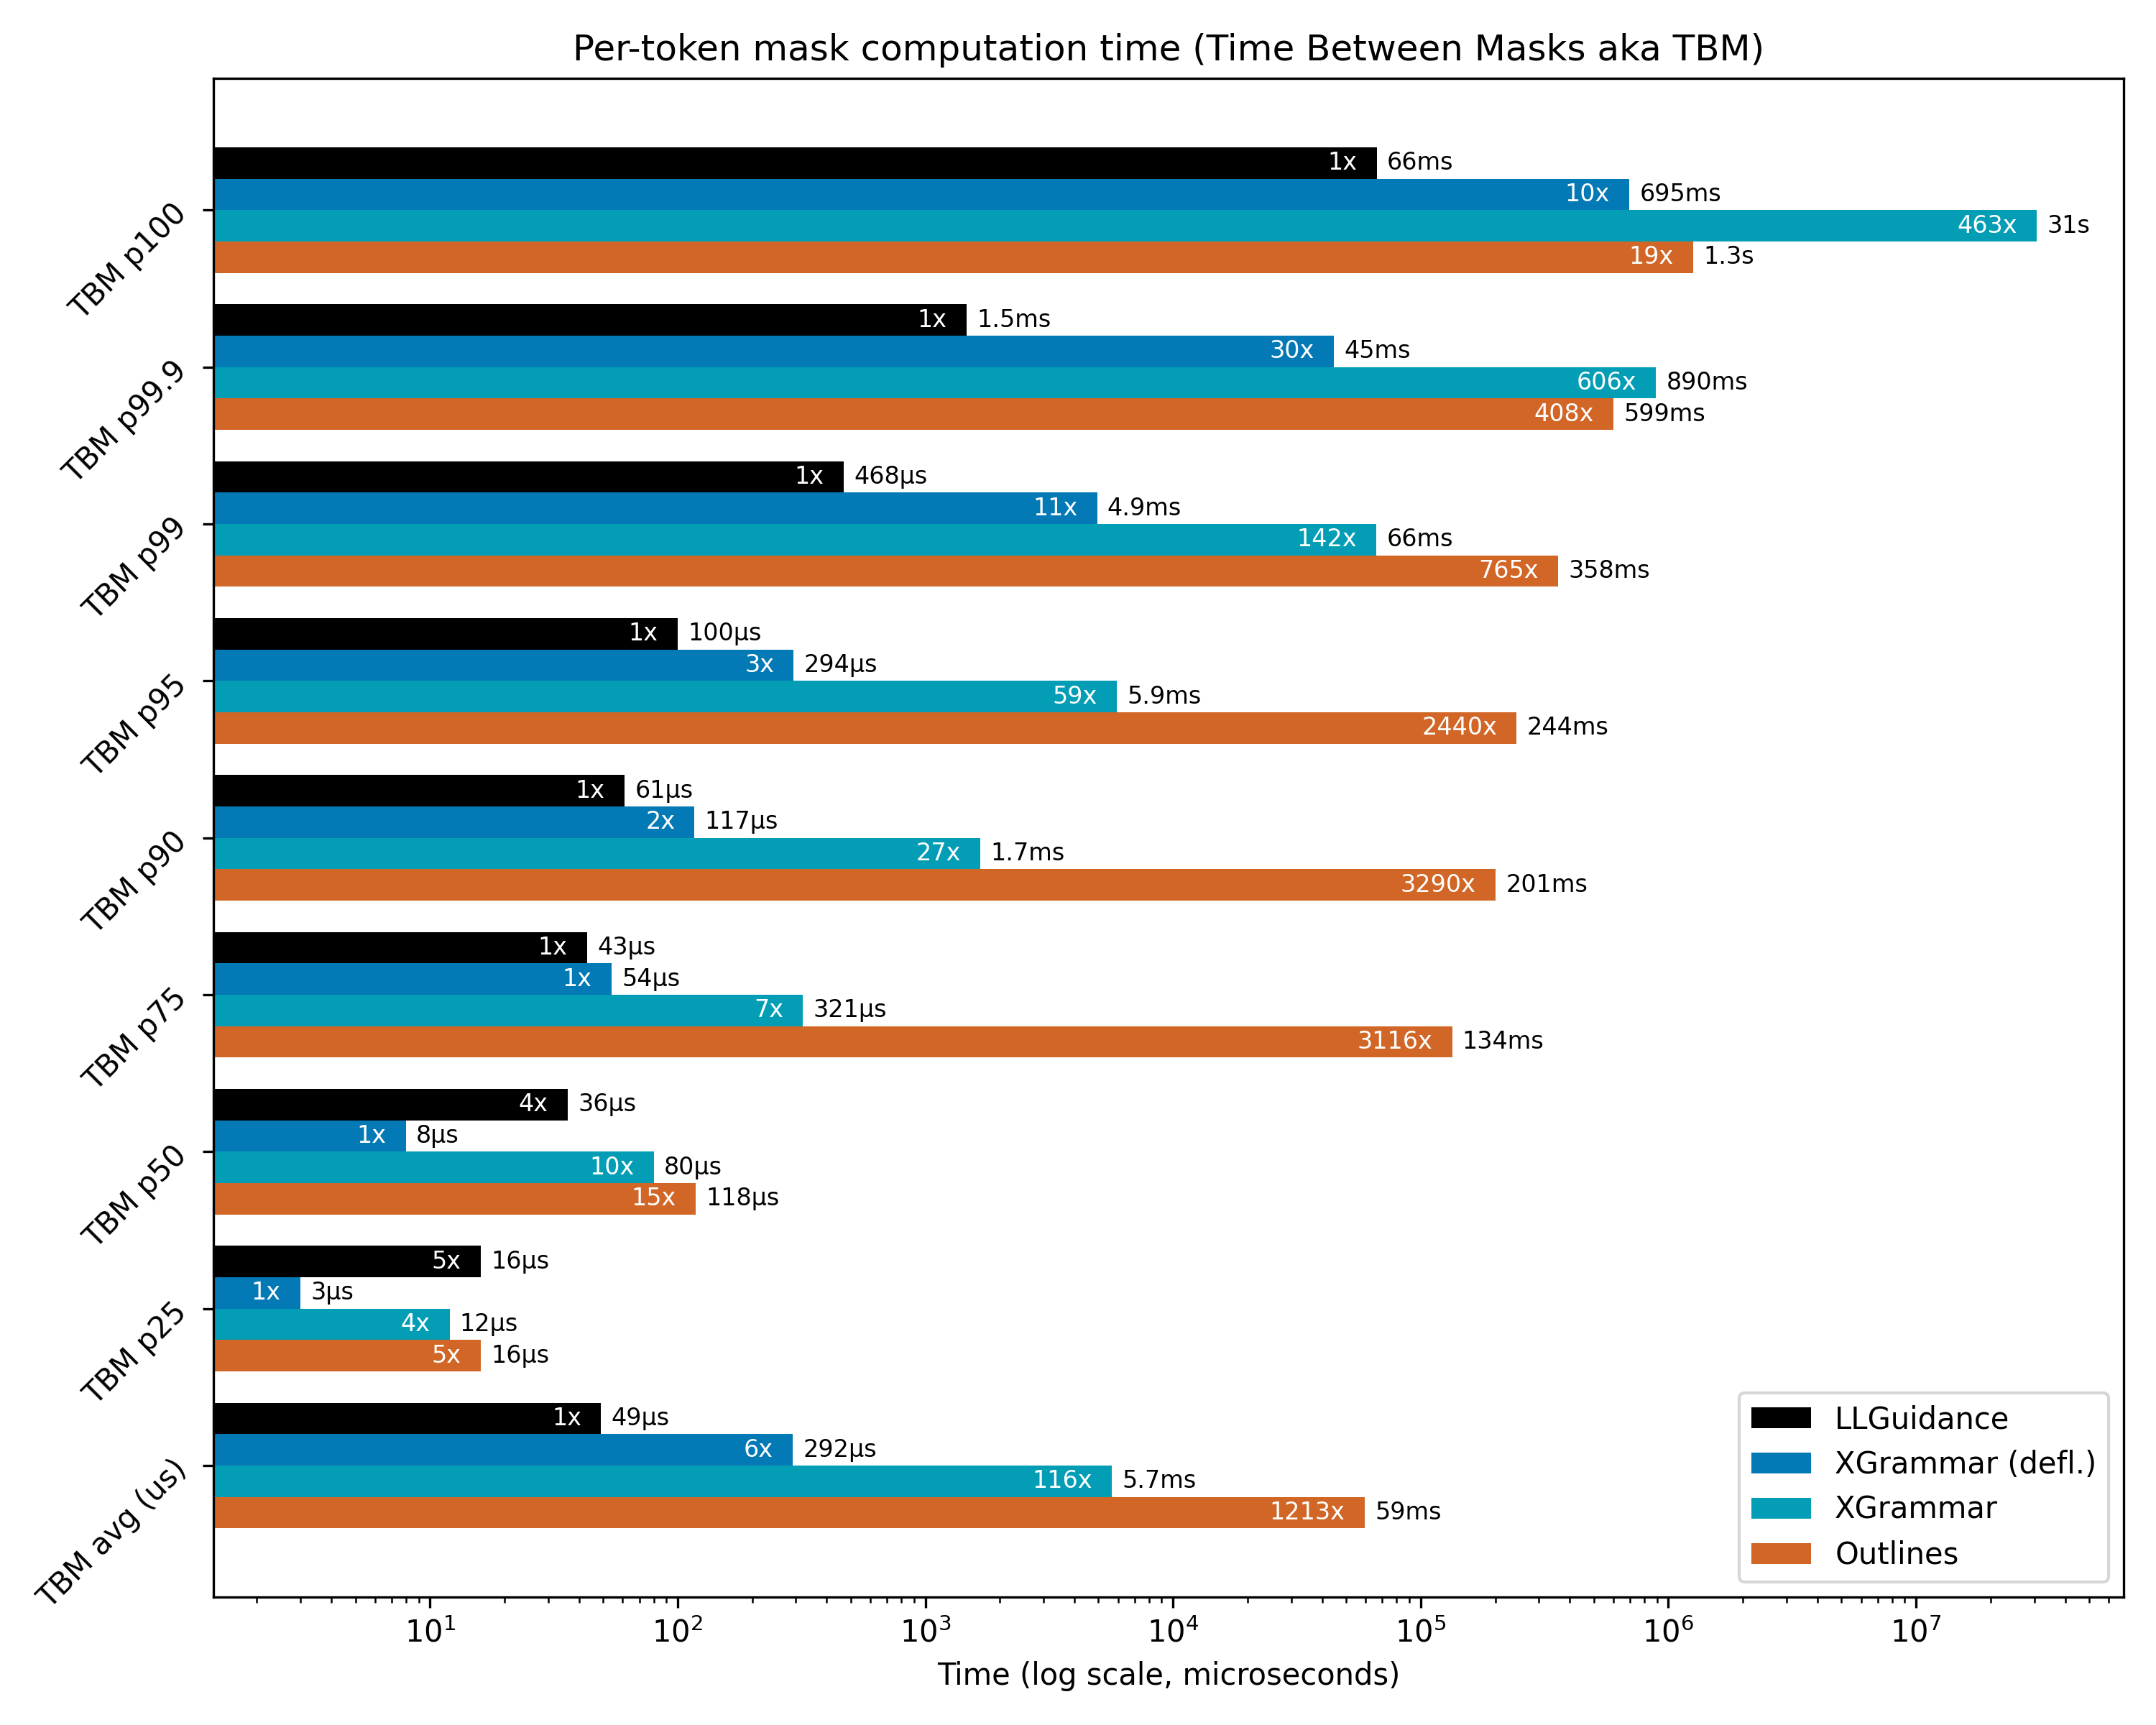 Per-token mask computation time (Time Between Masks aka TBM)
TBM p100
1x 66ms
10x 695ms
463x 31s
19x 1.3s
TBM p99.9
1x 1.5ms
30x 45ms
606x 890ms
408x 599ms
TBM p99
1x 468µs
11x 4.9ms
142x 66ms
765x 358ms
TBM p95
1x 100µs
3x 294µs
59x 5.9ms
2440x 244ms
TBM p90
1x 61µs
2x 117µs
27x 1.7ms
3290x 201ms
TBM p75
1x 43µs
1x 54µs
7x 321µs
3116x 134ms
TBM p50
4x 36µs
1x 8µs
10x 80µs
15x 118µs
TBM p25
5x 16µs
1x 3µs
4x 12µs
5x 16µs
TBM avg (us)
1x 49µs
6x 292µs
116x 5.7ms
1213x 59ms
LLGuidance
XGrammar (defl.)
XGrammar
Outlines
10¹ 10² 10³ 10⁴ 10⁵ 10⁶ 10⁷
Time (log scale, microseconds)